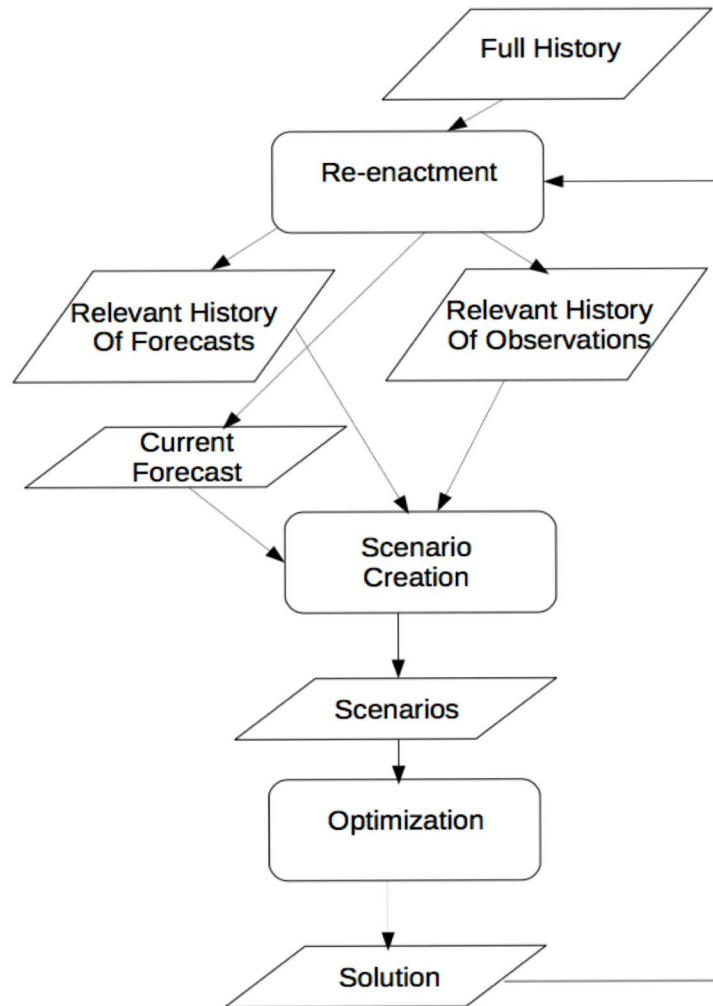 Full History
Re-enactment
Relevant History
Of Forecasts
Relevant History
Of Observations
Current
Forecast
Scenario
Creation
Scenarios
Optimization
Solution